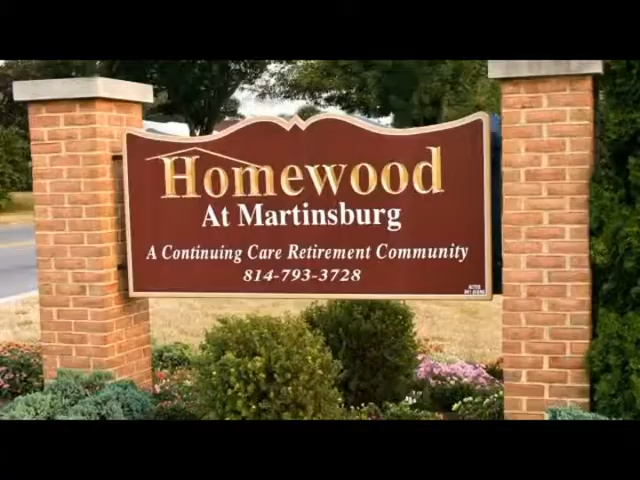 Homewood
At Martinsburg
A Continuing Care Retirement Community
814-793-3728